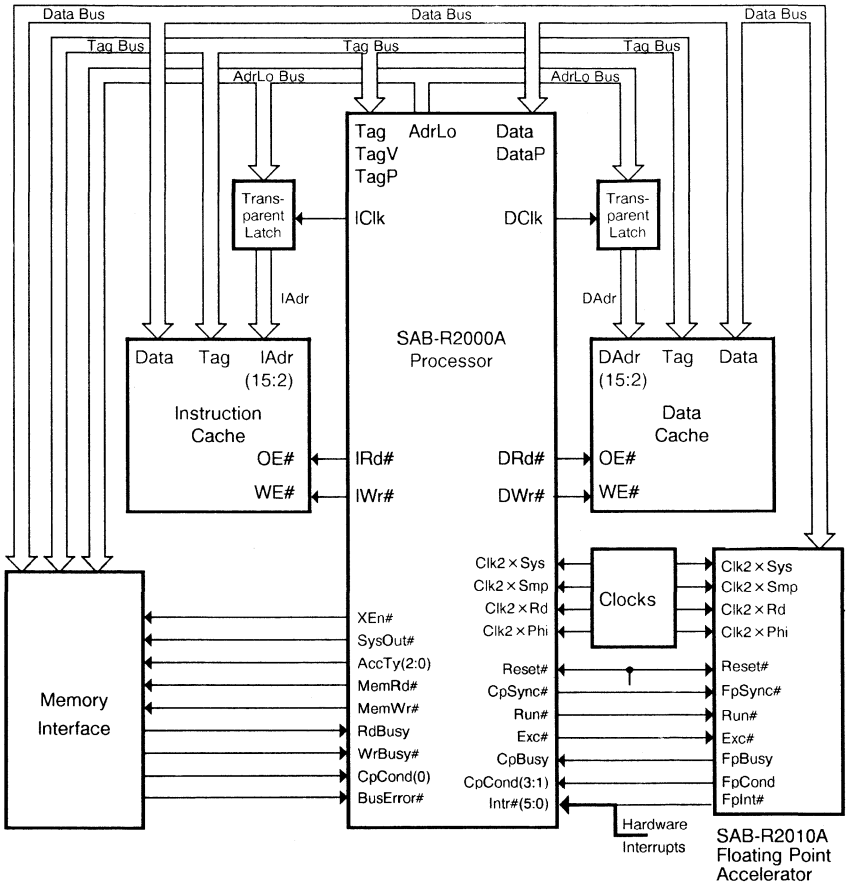 Data Bus
Data Bus
Data Bus
Tag Bus
Tag Bus
Tag Bus
AdrLo Bus
AdrLo Bus
Tag AdrLo Data
TagV DataP
TagP
Trans-
parent
Latch
IClk
DClk
Trans-
parent
Latch
IAdr
DAdr
SAB-R2000A
Processor
Data Tag IAdr
(15:2)
Instruction
Cache
OE#
WE#
IRd#
IWr#
DRd#
DWr#
DAdr Tag Data
(15:2)
Data
Cache
OE#
WE#
Clk2×Sys
Clk2×Smp
Clk2×Rd
Clk2×Phi
Clocks
Clk2×Sys
Clk2×Smp
Clk2×Rd
Clk2×Phi
Memory
Interface
XEn#
SysOut#
AccTy(2:0)
MemRd#
MemWr#
RdBusy
WrBusy#
CpCond(0)
BusError#
Reset#
CpSync#
Run#
Exc#
CpBusy
CpCond(3:1)
Intr#(5:0)
Reset#
FpSync#
Run#
Exc#
FpBusy
FpCond
FpInt#
Hardware
Interrupts
SAB-R2010A
Floating Point
Accelerator